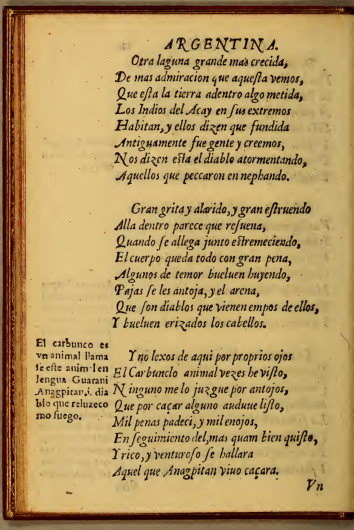 ARGENTINA.
Otra laguna grande mas crecida,
De mas admiracion que aquesta vemos,
Que esta la tierra adentro algo metida,
Los Indios del Acay en sus extremos
Habitan, y ellos dizen que fundida
Antiguamente fue gente y creemos,
Nos dizen està el diablo atormentando,
Aquellos que peccaron en nephando.
Gran grita y alarido, y gran estruendo
Alla dentro parece que resuena,
Quando se allega junto estremeciendo,
El cuerpo queda todo con gran pena,
Algunos de temor bueluen huyendo,
Pajas se les antoja, y el arena,
Que son diablos que vienen empos de ellos,
Y bueluen erizados los cabellos.
El carbunco es
vn animal llama
se este anim l en
lengua Guarani
Anagpitan, i. dia
blo que reluzeco
mo fuego.
Y no lexos de aqui por proprios ojos
El Carbunclo animal vezes he visto,
Ninguno me lo juzgue por antojos,
Que por caçar alguno anduue listo,
Mil penas padeci, y mil enojos,
En seguimiento del, mas quam bien quisto,
Y rico, y venturoso se hallara
Aquel que Anagpitan viuo caçara.
Vn